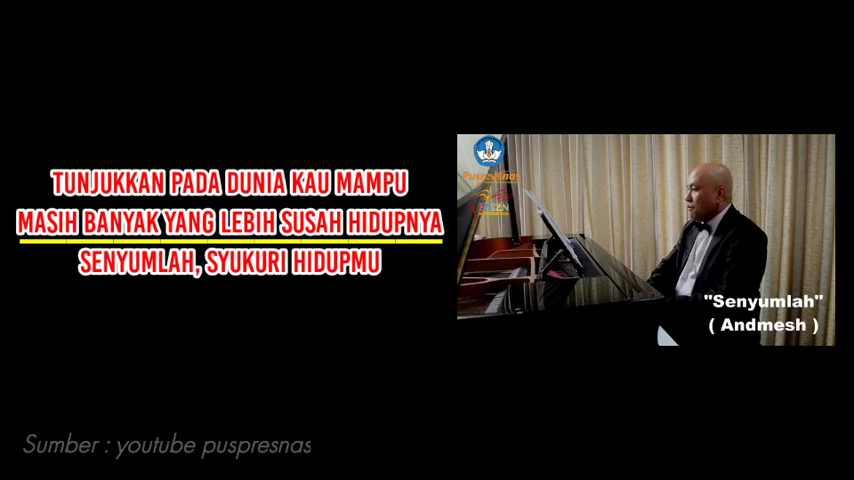 TUNJUKKAN PADA DUNIA KAU MAMPU
MASIH BANYAK YANG LEBIH SUSAH HIDUPNYA
SENYUMLAH, SYUKURI HIDUPMU
Puspresnas
"Senyumlah"
( Andmesh )
Sumber : youtube puspresnas